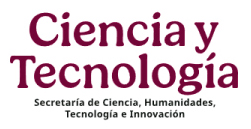 Ciencia y
Tecnología
Secretaría de Ciencia, Humanidades,
Tecnología e Innovación